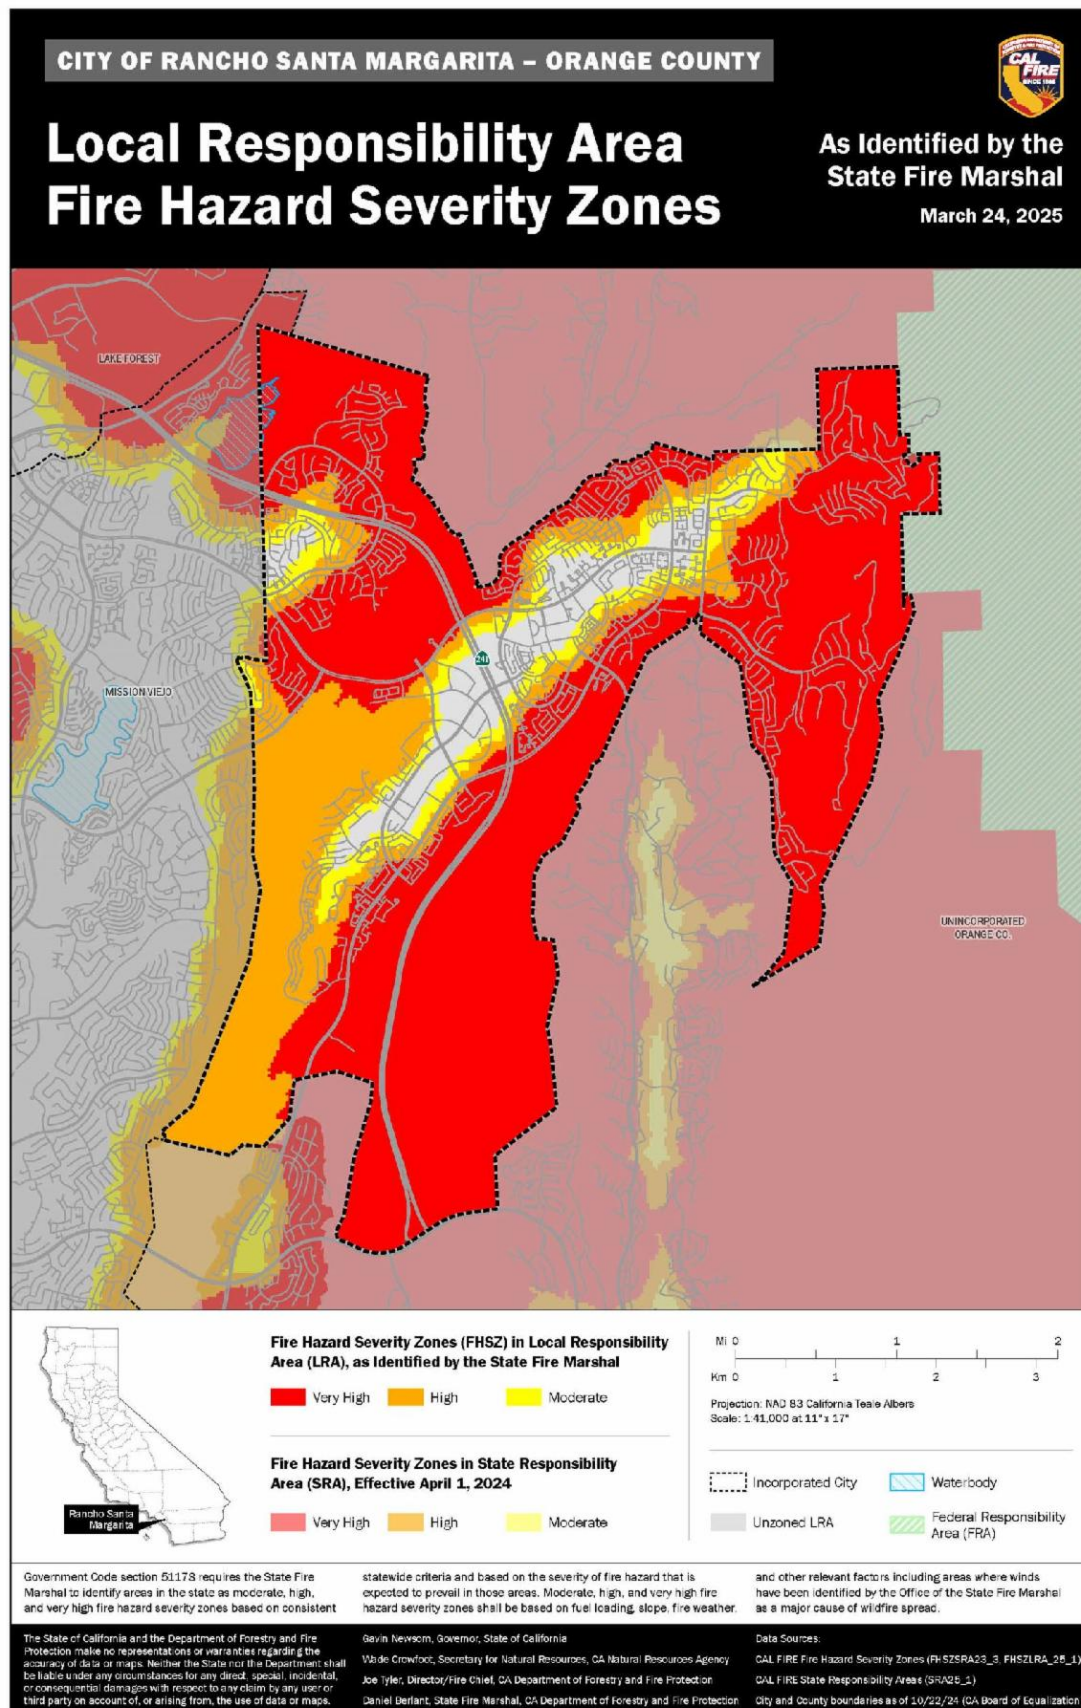 CITY OF RANCHO SANTA MARGARITA – ORANGE COUNTY
CAL
FIRE
SINCE 1885
Local Responsibility Area
Fire Hazard Severity Zones
As Identified by the
State Fire Marshal
March 24, 2025
LAKE FOREST
241
MISSION VIEJO
UNINCORPORATED
ORANGE CO.
Rancho Santa
Margarita
Fire Hazard Severity Zones (FHSZ) in Local Responsibility
Area (LRA), as Identified by the State Fire Marshal
Very High High Moderate
Fire Hazard Severity Zones in State Responsibility
Area (SRA), Effective April 1, 2024
Very High High Moderate
Mi 0 1 2
Km 0 1 2 3
Projection: NAD 83 California Teale Albers
Scale: 1:41,000 at 11" x 17"
Incorporated City Waterbody
Unzoned LRA Federal Responsibility
Area (FRA)
Government Code section 51178 requires the State Fire
Marshal to identify areas in the state as moderate, high,
and very high fire hazard severity zones based on consistent
statewide criteria and based on the severity of fire hazard that is
expected to prevail in those areas. Moderate, high, and very high fire
hazard severity zones shall be based on fuel loading, slope, fire weather,
and other relevant factors including areas where winds
have been identified by the Office of the State Fire Marshal
as a major cause of wildfire spread.
The State of California and the Department of Forestry and Fire
Protection make no representations or warranties regarding the
accuracy of data or maps. Neither the State nor the Department shall
be liable under any circumstances for any direct, special, incidental,
or consequential damages with respect to any claim by any user or
third party on account of, or arising from, the use of data or maps.
Gavin Newsom, Governor, State of California
Wade Crowfoot, Secretary for Natural Resources, CA Natural Resources Agency
Joe Tyler, Director/Fire Chief, CA Department of Forestry and Fire Protection
Daniel Berlant, State Fire Marshal, CA Department of Forestry and Fire Protection
Data Sources:
CAL FIRE Fire Hazard Severity Zones (FHSZSRA23_3, FHSZLRA_25_1)
CAL FIRE State Responsibility Areas (SRA25_1)
City and County boundaries as of 10/22/24 (CA Board of Equalization)